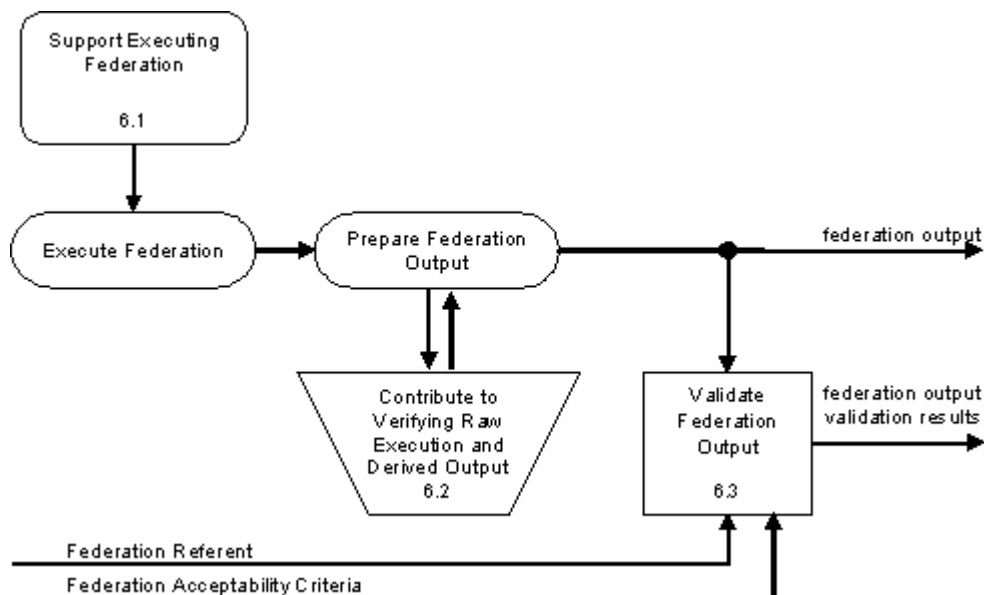 Support Executing
Federation
6.1
Execute Federation
Prepare Federation
Output
federation output
Contribute to
Verifying Raw
Execution and
Derived Output
6.2
Validate
Federation
Output
6.3
federation output
validation results
Federation Referent
Federation Acceptability Criteria